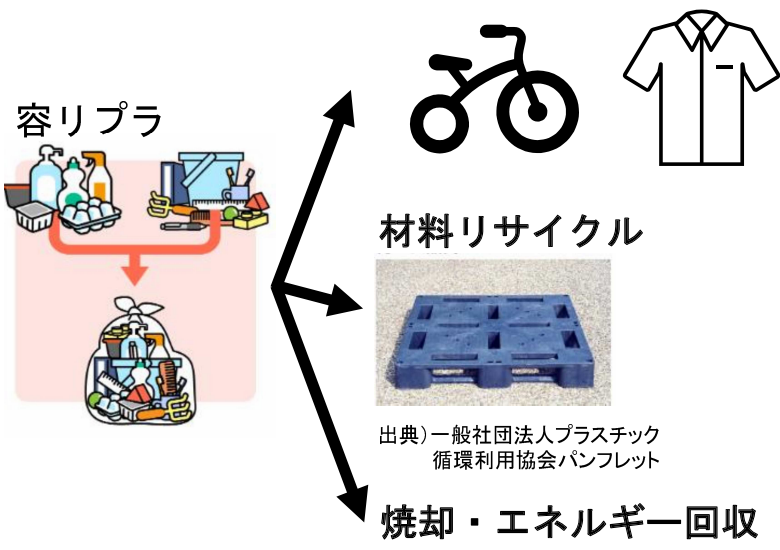 容リプラ
材料リサイクル
出典)一般社団法人プラスチック
循環利用協会パンフレット
焼却・エネルギー回収